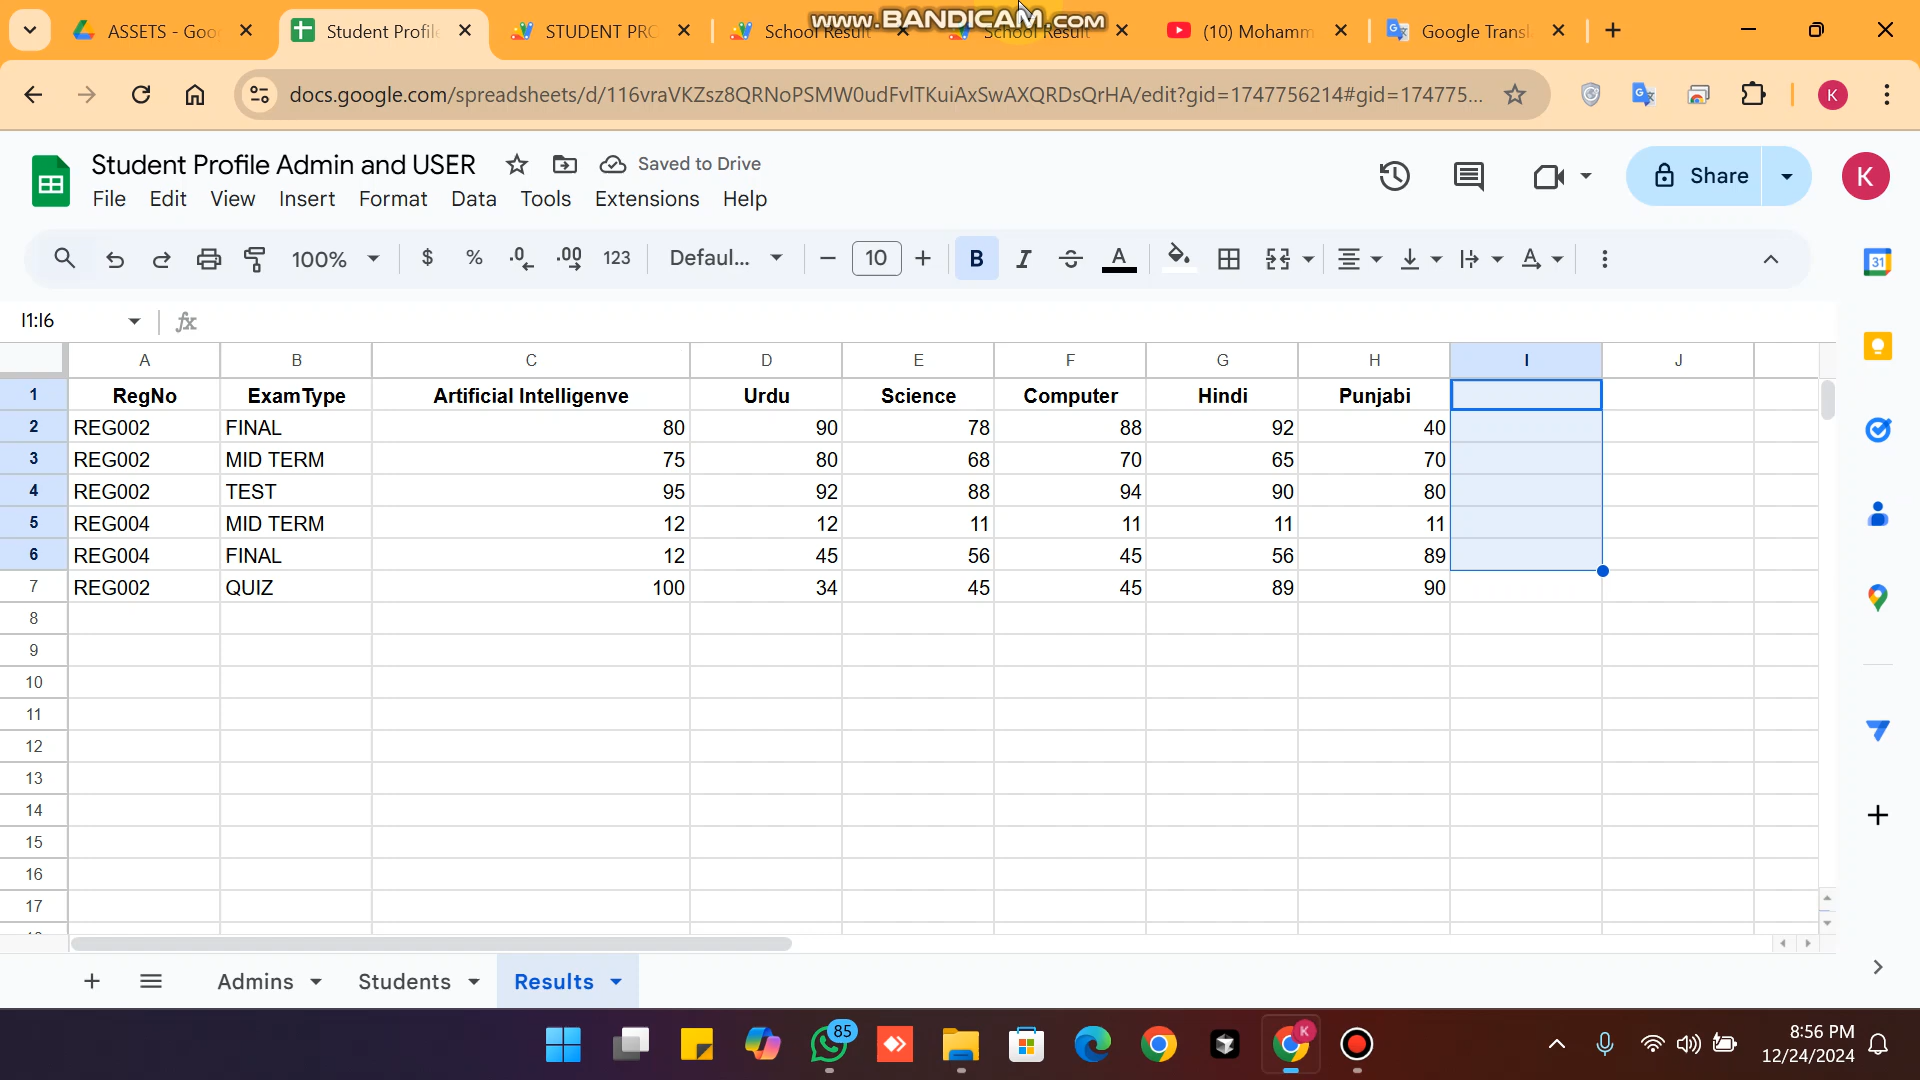 ASSETS - Goo
Student Profil
STUDENT PRO
School Result
School Result
(10) Mohamm
Google Transl
www.BANDICAM.com
docs.google.com/spreadsheets/d/116vraVKZsz8QRNoPSMW0udFvlTKuiAxSwAXQRDsQrHA/edit?gid=1747756214#gid=174775...
K
Student Profile Admin and USER
Saved to Drive
Share
K
File Edit View Insert Format Data Tools Extensions Help
100% $ % .0 .00 123 Defaul... 10 B I A A
31
I1:I6 fx
A B C D E F G H I J
1 RegNo ExamType Artificial Intelligenve Urdu Science Computer Hindi Punjabi
2 REG002 FINAL 80 90 78 88 92 40
3 REG002 MID TERM 75 80 68 70 65 70
4 REG002 TEST 95 92 88 94 90 80
5 REG004 MID TERM 12 12 11 11 11 11
6 REG004 FINAL 12 45 56 45 56 89
7 REG002 QUIZ 100 34 45 45 89 90
8
9
10
11
12
13
14
15
16
17
Admins Students Results
85
K
8:56 PM
12/24/2024